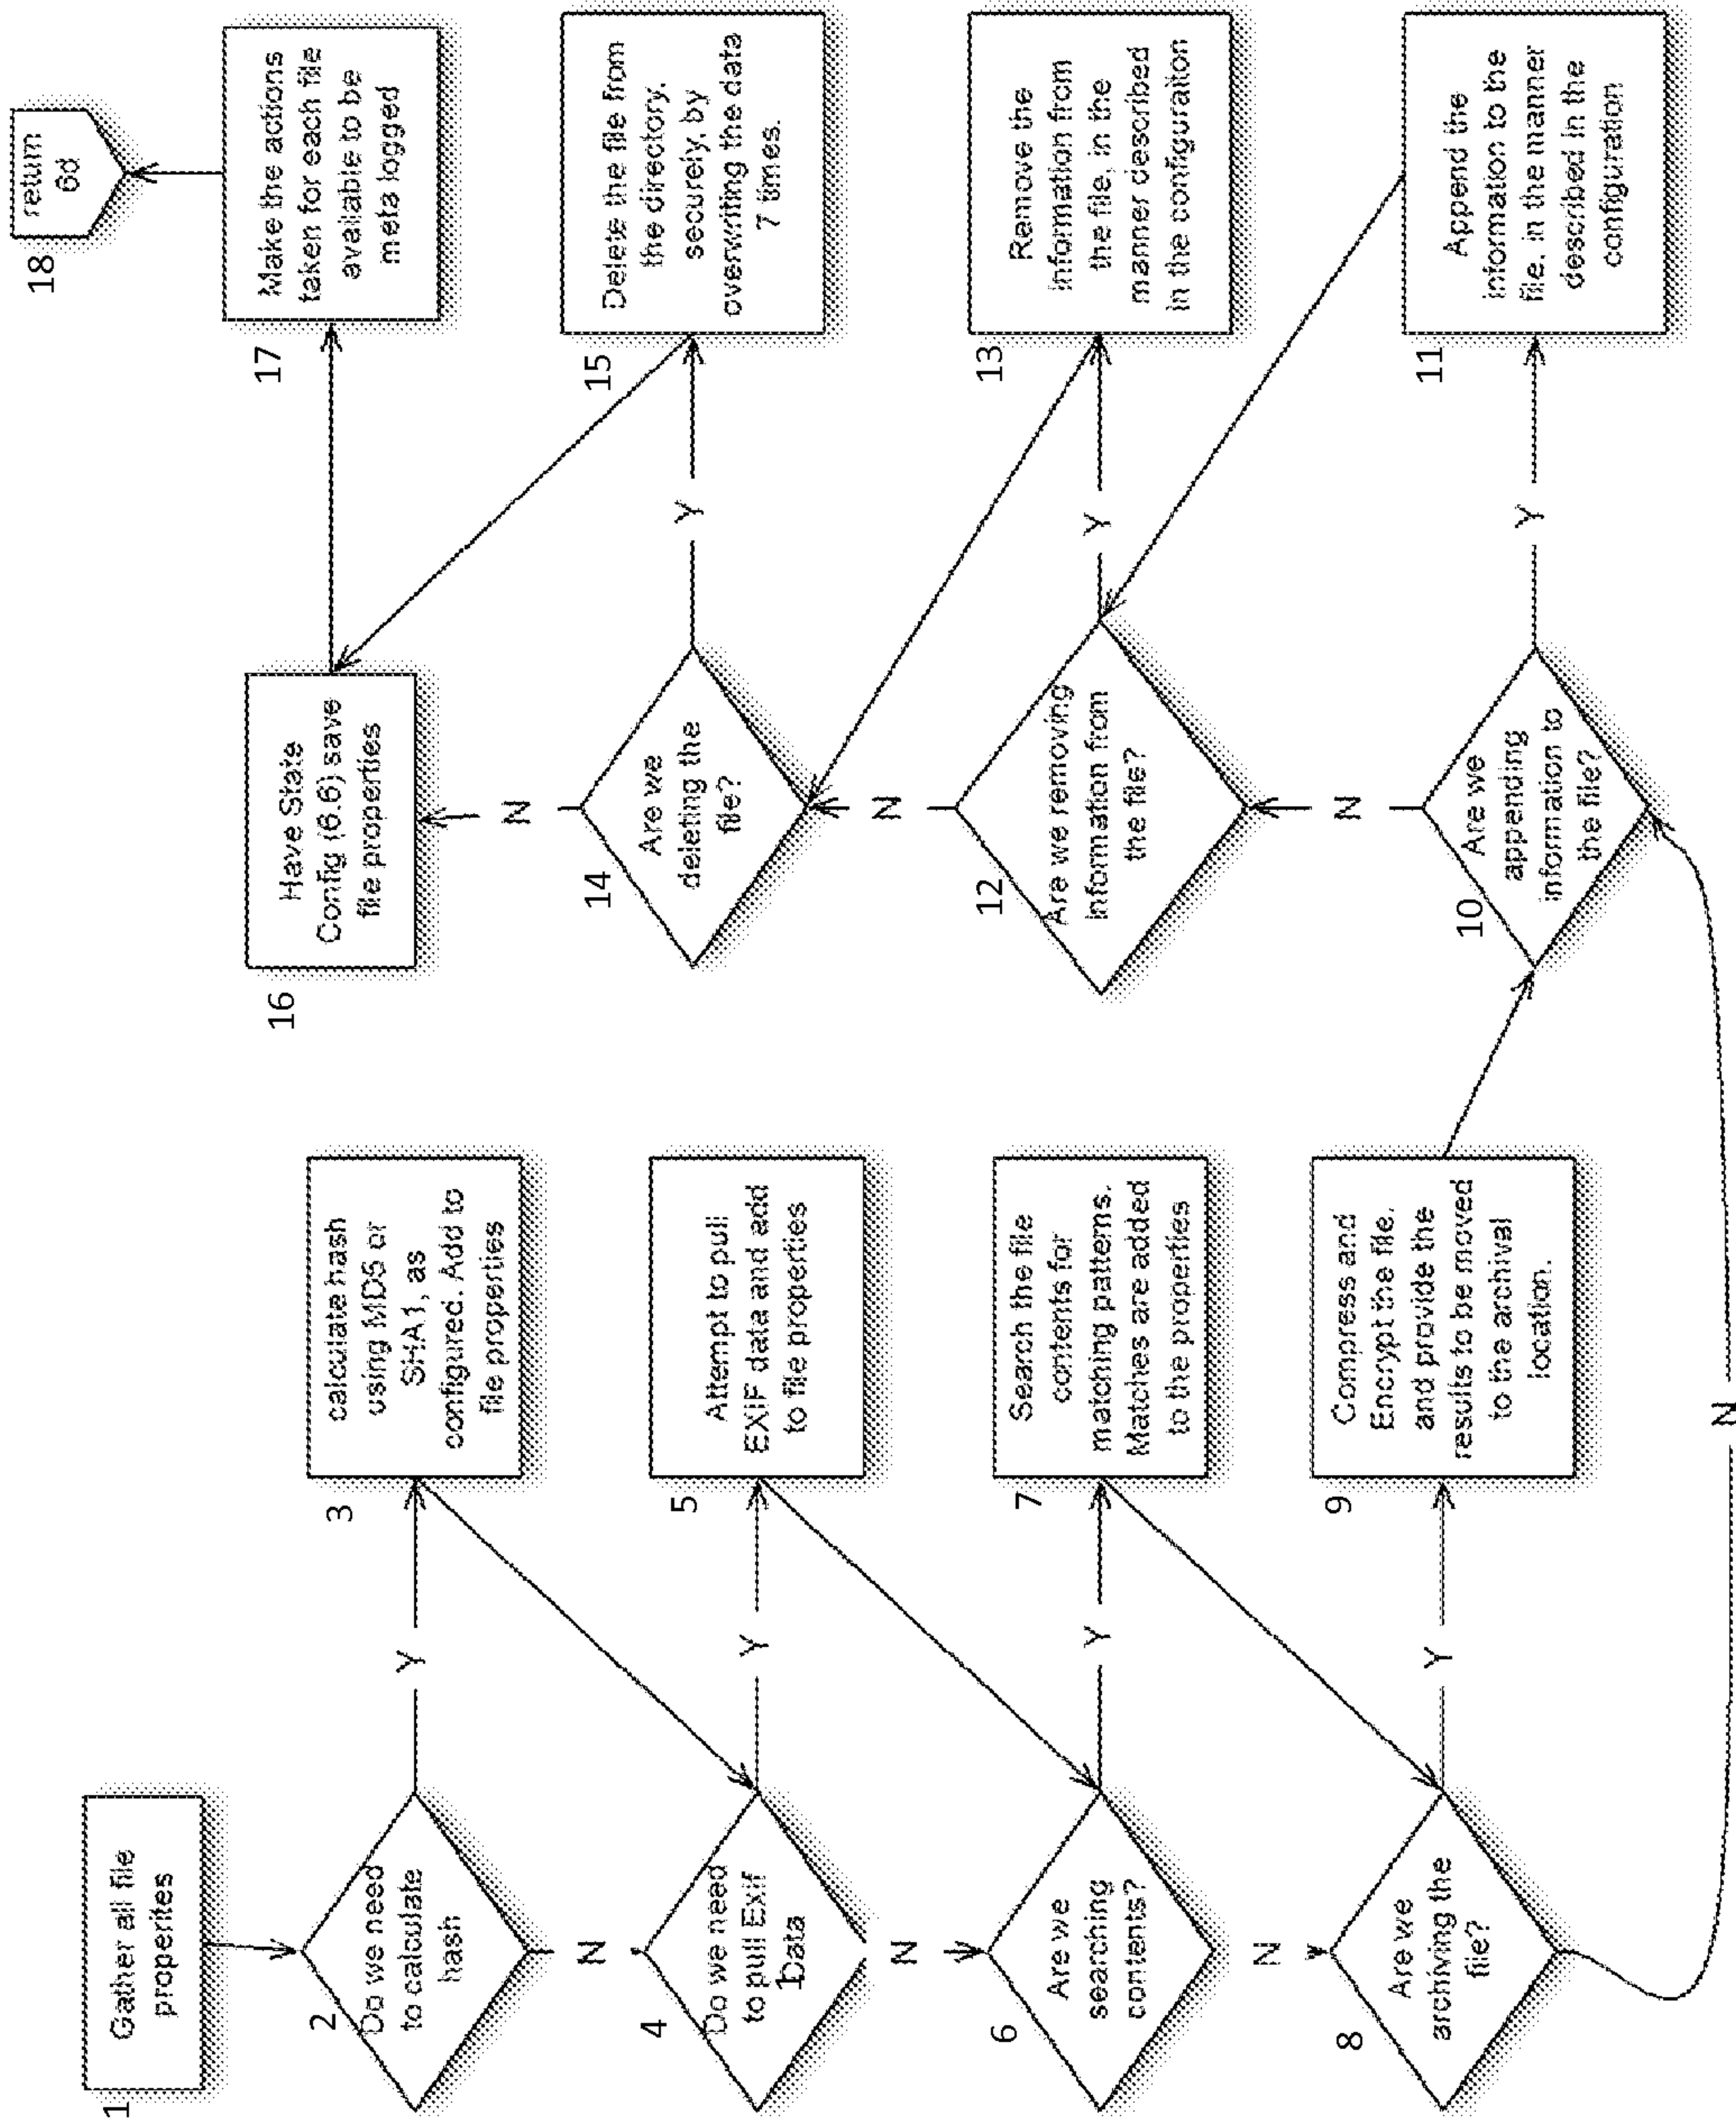 1
Gather all file
properites
2
Do we need
to calculate
hash
Y
N
3
calculate hash
using MD5 or
SHA1, as
configured. Add to
file properties
4
Do we need
to pull Exif
Data
1
Y
N
5
Attempt to pull
EXIF data and add
to file properties
6
Are we
searching
contents?
Y
N
7
Search the file
contents for
matching patterns.
Matches are added
to the properties
8
Are we
archiving the
file?
Y
N
9
Compress and
Encrypt the file.
and provide the
results to be moved
to the archival
location.
10
Are we
appending
information to
the file?
Y
N
11
Append the
information to the
file, in the manner
described in the
configuration
12
Are we removing
information from
the file?
Y
N
13
Remove the
information from
the file, in the
manner described
in the configuraiton
14
Are we
deleting the
file?
Y
N
15
Delete the file from
the directory,
securely, by
overwriting the data
7 times.
16
Have State
Config (6.6) save
file properties
17
Make the actions
taken for each file
available to be
meta logged
18
return
6d